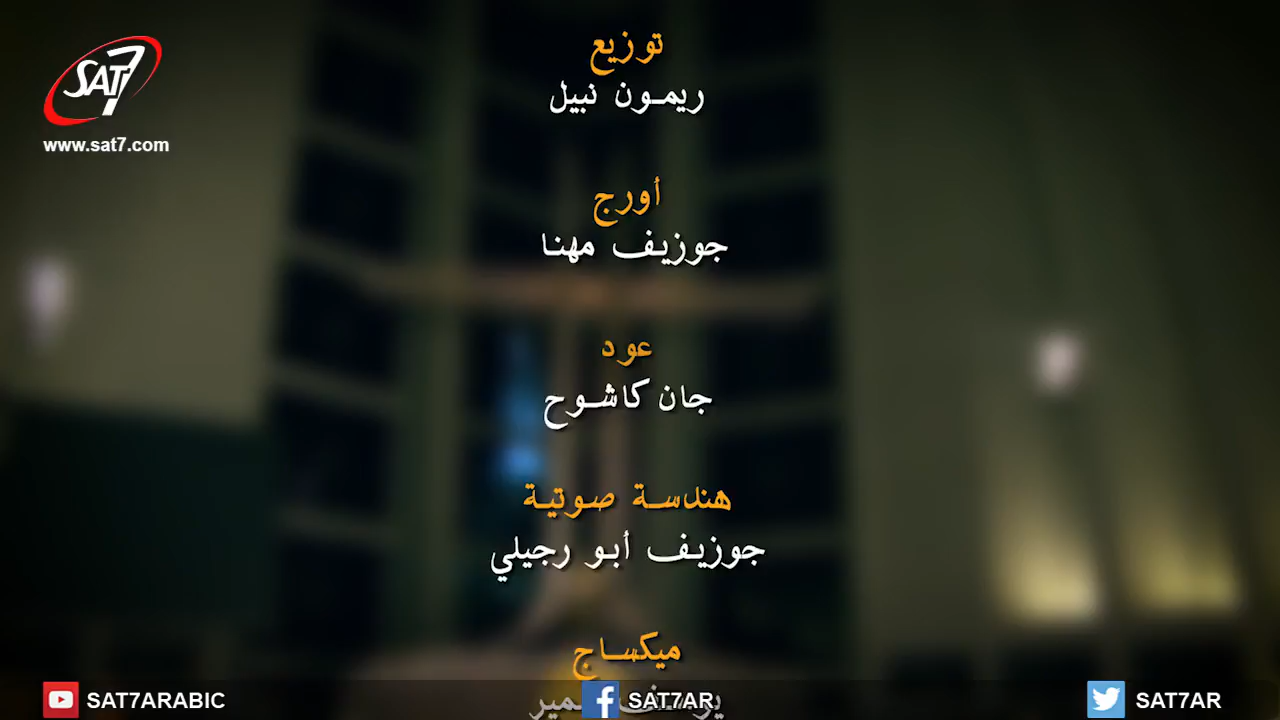 SAT7
www.sat7.com
توزيع
ريمون نبيل
أورج
جوزيف مهنا
عود
جان كاشوح
هندسة صوتية
جوزيف أبو رجيلي
ميكساج
SAT7ARABIC
SAT7AR
SAT7AR